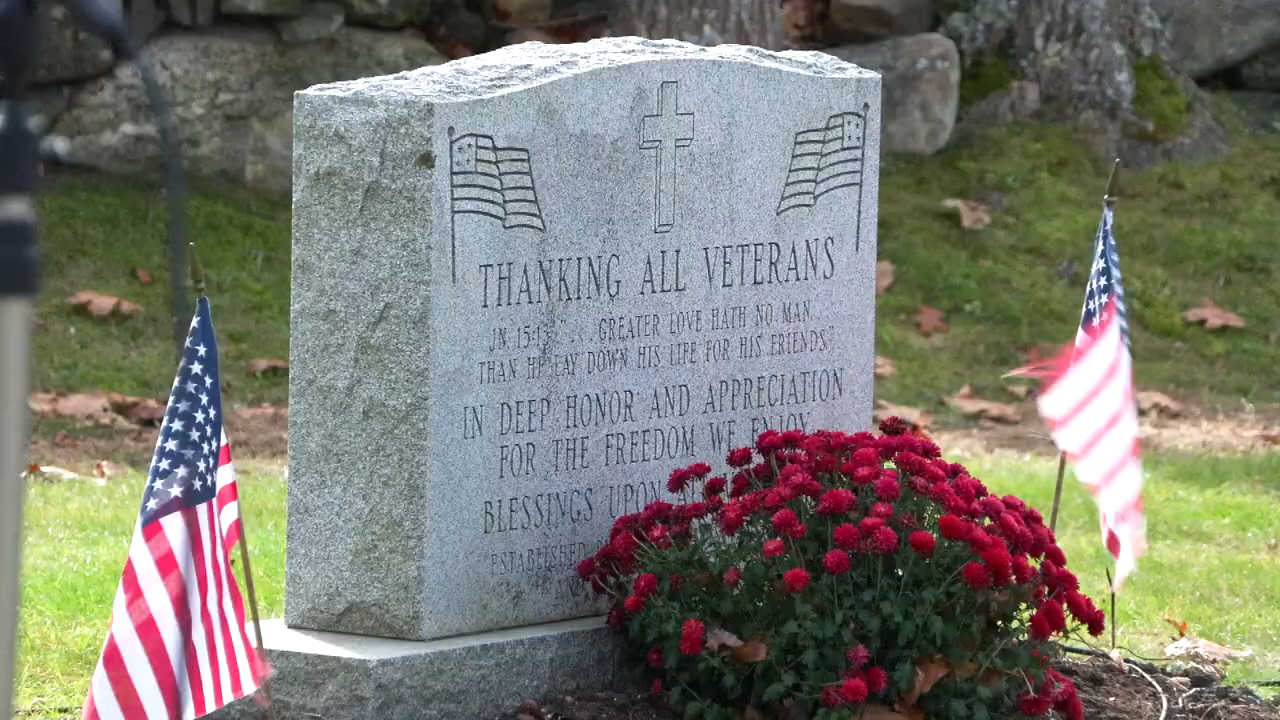 THANKING ALL VETERANS
JN 15:13 ... GREATER LOVE HATH NO MAN
THAN HE LAY DOWN HIS LIFE FOR HIS FRIENDS"
IN DEEP HONOR AND APPRECIATION
FOR THE FREEDOM WE ENJOY
BLESSINGS UPON
ESTABLISHED